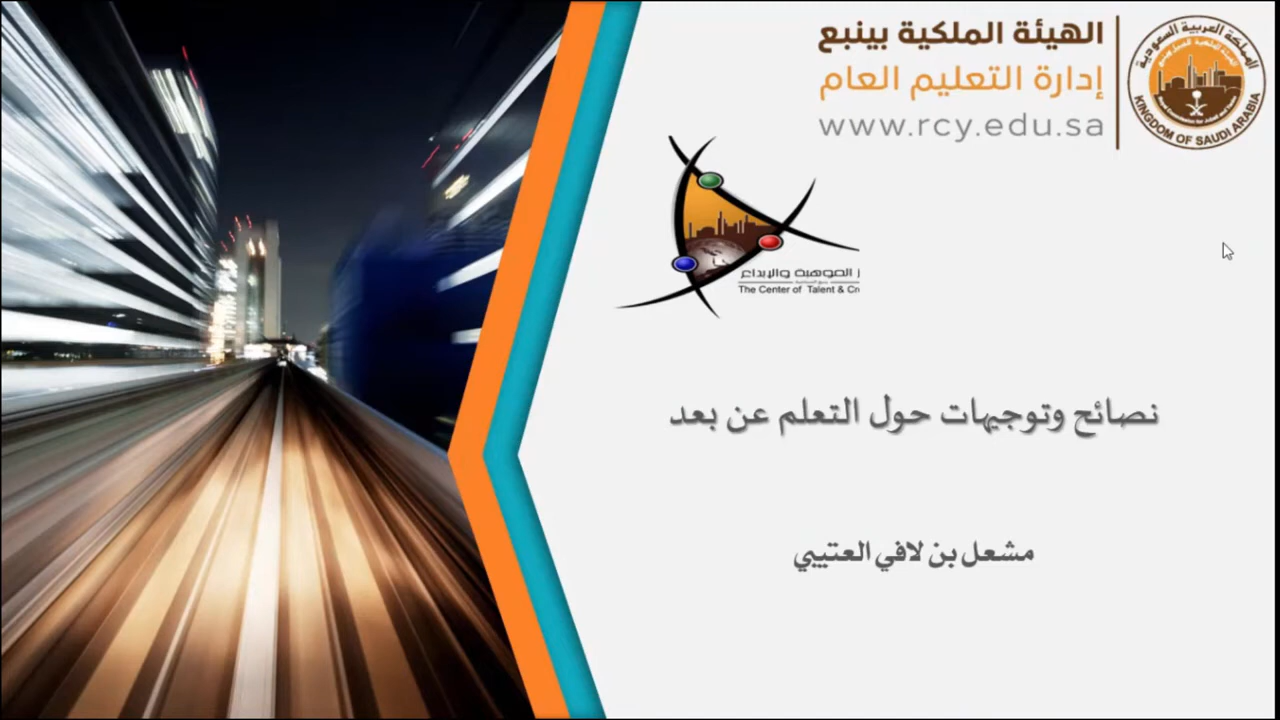 الهيئة الملكية بينبع
إدارة التعليم العام
www.rcy.edu.sa
المملكة العربية السعودية
KINGDOM OF SAUDI ARABIA
الموهبة والإبداع
The Center of Talent & Cr
نصائح وتوجيهات حول التعلم عن بعد
مشعل بن لافي العتيبي